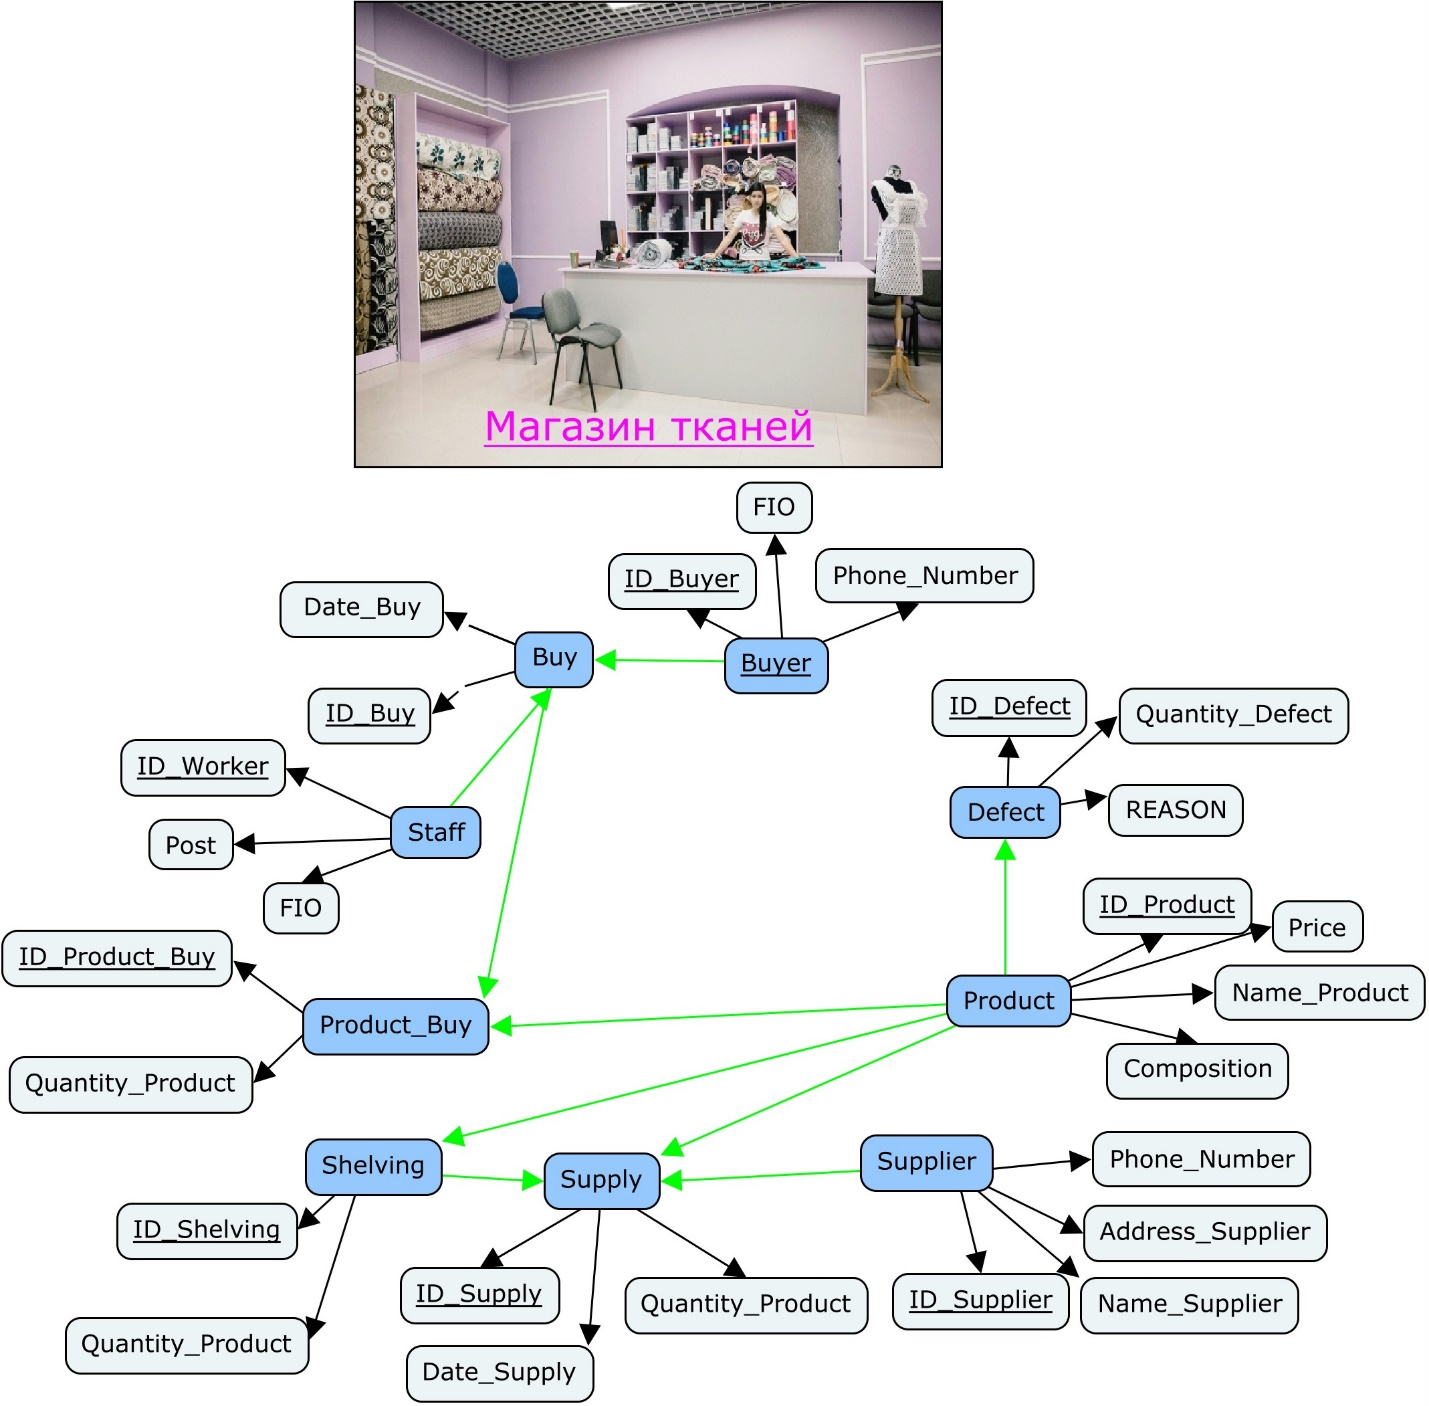 Магазин тканей
FIO
ID_Buyer
Phone_Number
Date_Buy
Buy
Buyer
ID_Buy
ID_Defect
Quantity_Defect
ID_Worker
Defect
REASON
Staff
Post
FIO
ID_Product
Price
ID_Product_Buy
Product
Name_Product
Product_Buy
Composition
Quantity_Product
Shelving
Supply
Supplier
Phone_Number
ID_Shelving
Address_Supplier
ID_Supply
Quantity_Product
ID_Supplier
Name_Supplier
Quantity_Product
Date_Supply